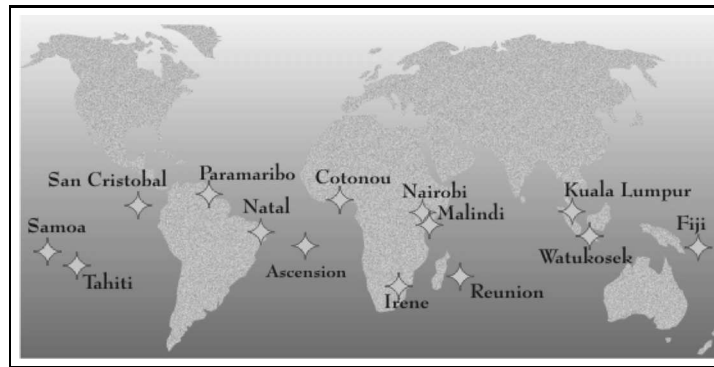 San Cristobal
Paramaribo
Cotonou
Nairobi
Kuala Lumpur
Samoa
Natal
Malindi
Fiji
Tahiti
Ascension
Irene
Reunion
Watukosek